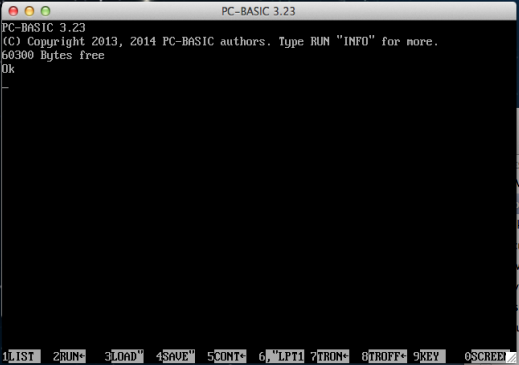 PC-BASIC 3.23
PC-BASIC 3.23
(C) Copyright 2013, 2014 PC-BASIC authors. Type RUN "INFO" for more.
60300 Bytes free
Ok
_
1LIST 2RUN← 3LOAD" 4SAVE" 5CONT← 6,"LPT1 7TRON← 8TROFF← 9KEY 0SCREEN